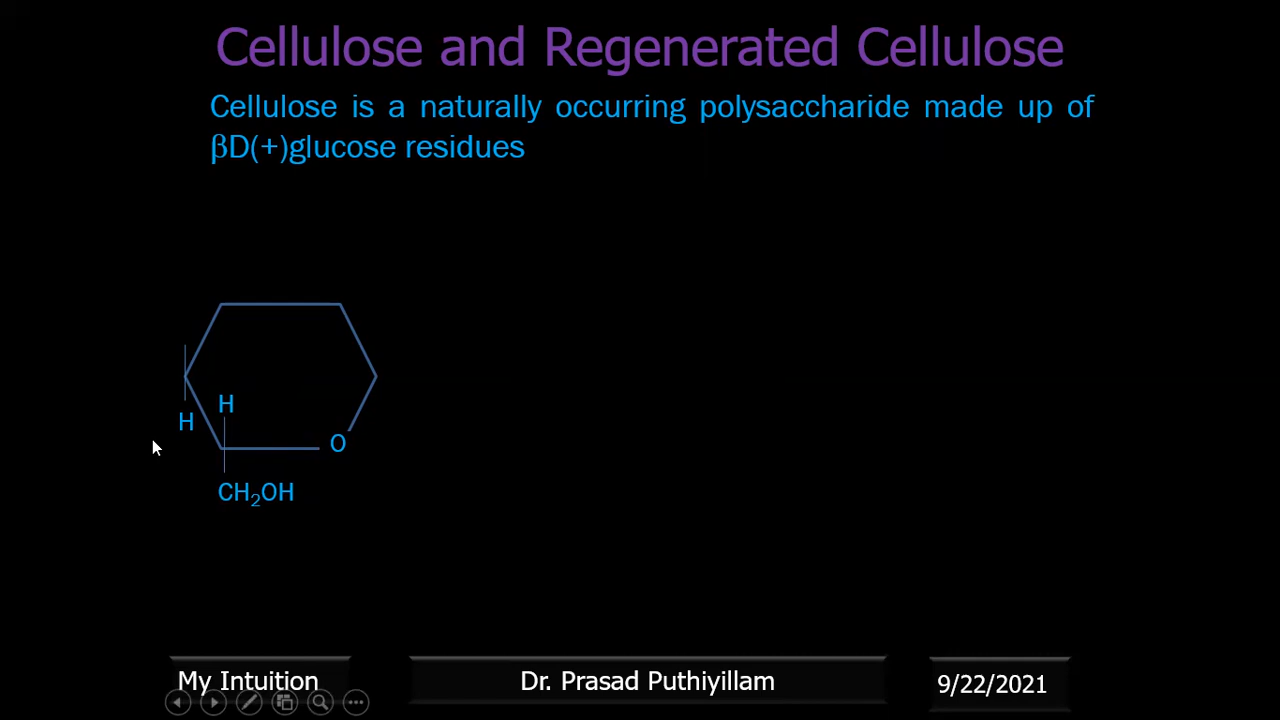 Cellulose and Regenerated Cellulose
Cellulose is a naturally occurring polysaccharide made up of
βD(+)glucose residues
H
H
O
CH₂OH
My Intuition
Dr. Prasad Puthiyillam
9/22/2021